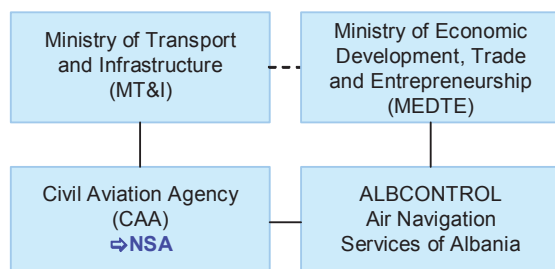 Ministry of Transport
and Infrastructure
(MT&I)
Ministry of Economic
Development, Trade
and Entrepreneurship
(MEDTE)
Civil Aviation Agency
(CAA)
⇨NSA
ALBCONTROL
Air Navigation
Services of Albania